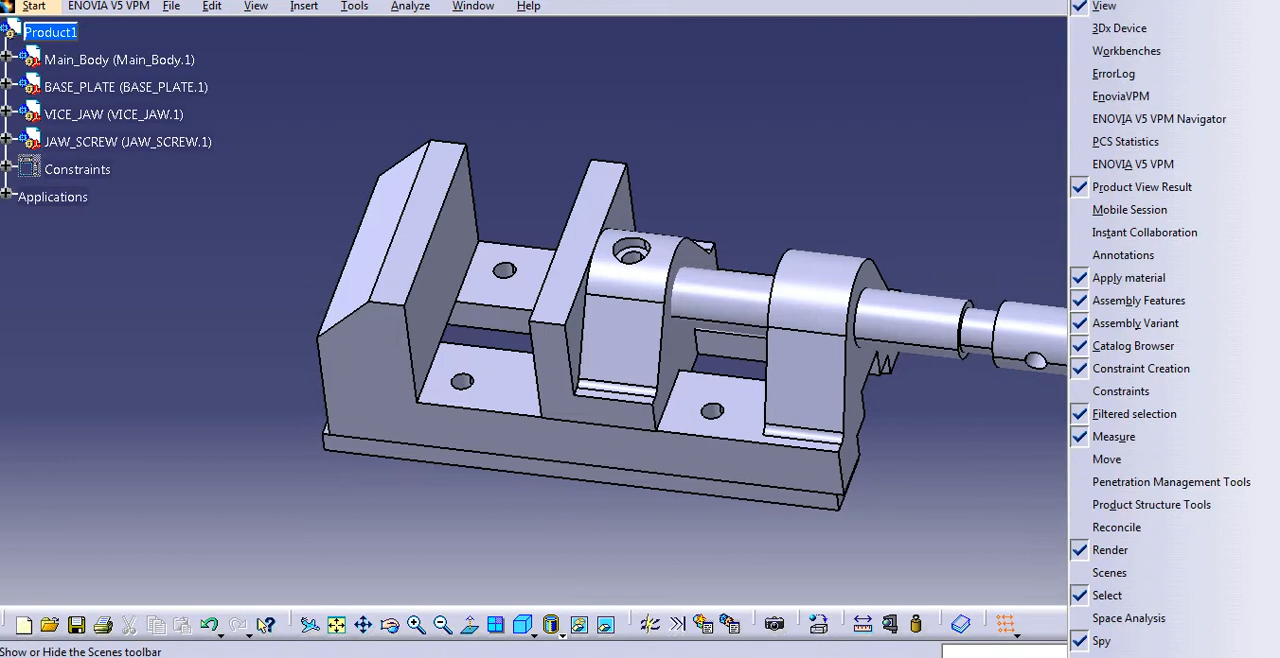 Start ENOVIA V5 VPM File Edit View Insert Tools Analyze Window Help
Product1
Main_Body (Main_Body.1)
BASE_PLATE (BASE_PLATE.1)
VICE_JAW (VICE_JAW.1)
JAW_SCREW (JAW_SCREW.1)
Constraints
Applications
View
3Dx Device
Workbenches
ErrorLog
EnoviaVPM
ENOVIA V5 VPM Navigator
PCS Statistics
ENOVIA V5 VPM
Product View Result
Mobile Session
Instant Collaboration
Annotations
Apply material
Assembly Features
Assembly Variant
Catalog Browser
Constraint Creation
Constraints
Filtered selection
Measure
Move
Penetration Management Tools
Product Structure Tools
Reconcile
Render
Scenes
Select
Space Analysis
Spy
Show or Hide the Scenes toolbar